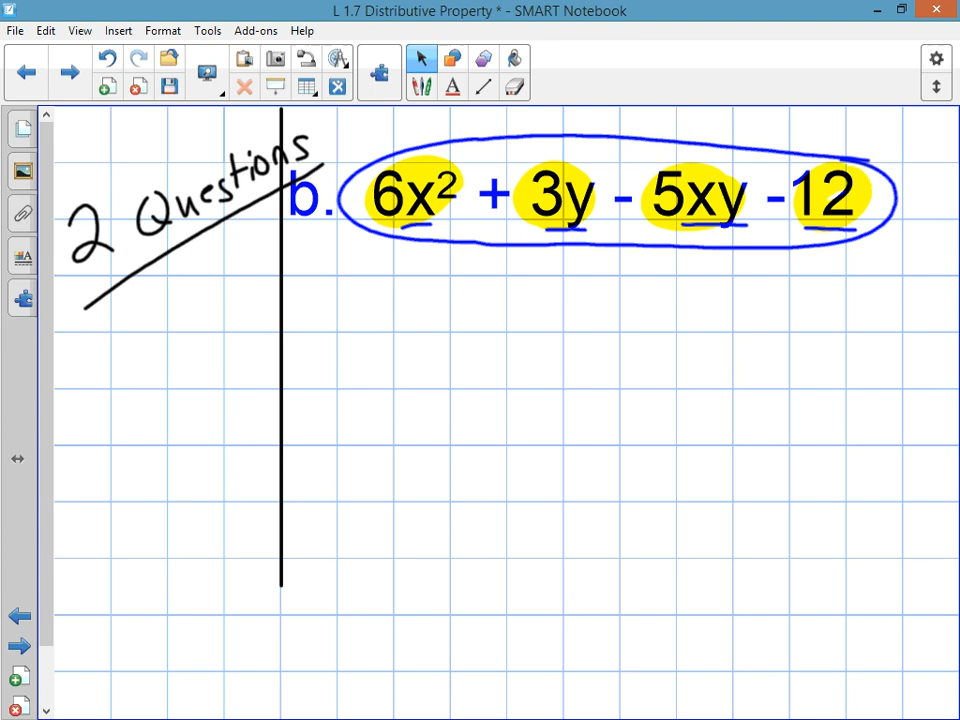 L 1.7 Distributive Property * - SMART Notebook
File Edit View Insert Format Tools Add-ons Help
2 Questions
b. 6x² + 3y - 5xy -12